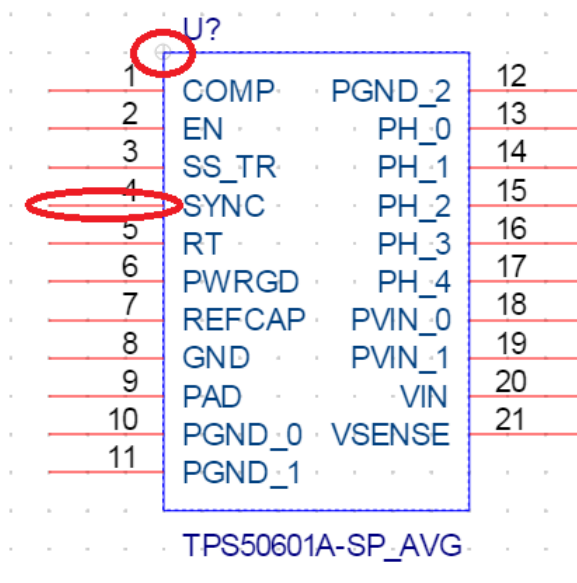 U?
1 COMP PGND_2 12
2 EN PH_0 13
3 SS_TR PH_1 14
4 SYNC PH_2 15
5 RT PH_3 16
6 PWRGD PH_4 17
7 REFCAP PVIN_0 18
8 GND PVIN_1 19
9 PAD VIN 20
10 PGND_0 VSENSE 21
11 PGND_1
TPS50601A-SP_AVG